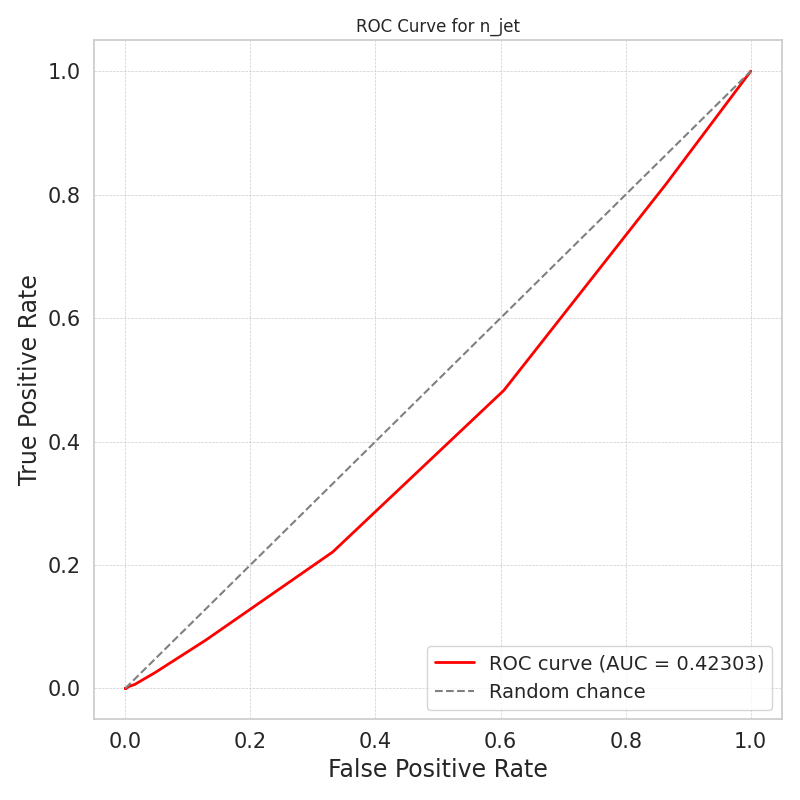 ROC Curve for n_jet
True Positive Rate
1.0
0.8
0.6
0.4
0.2
0.0
ROC curve (AUC = 0.42303)
Random chance
0.0 0.2 0.4 0.6 0.8 1.0
False Positive Rate